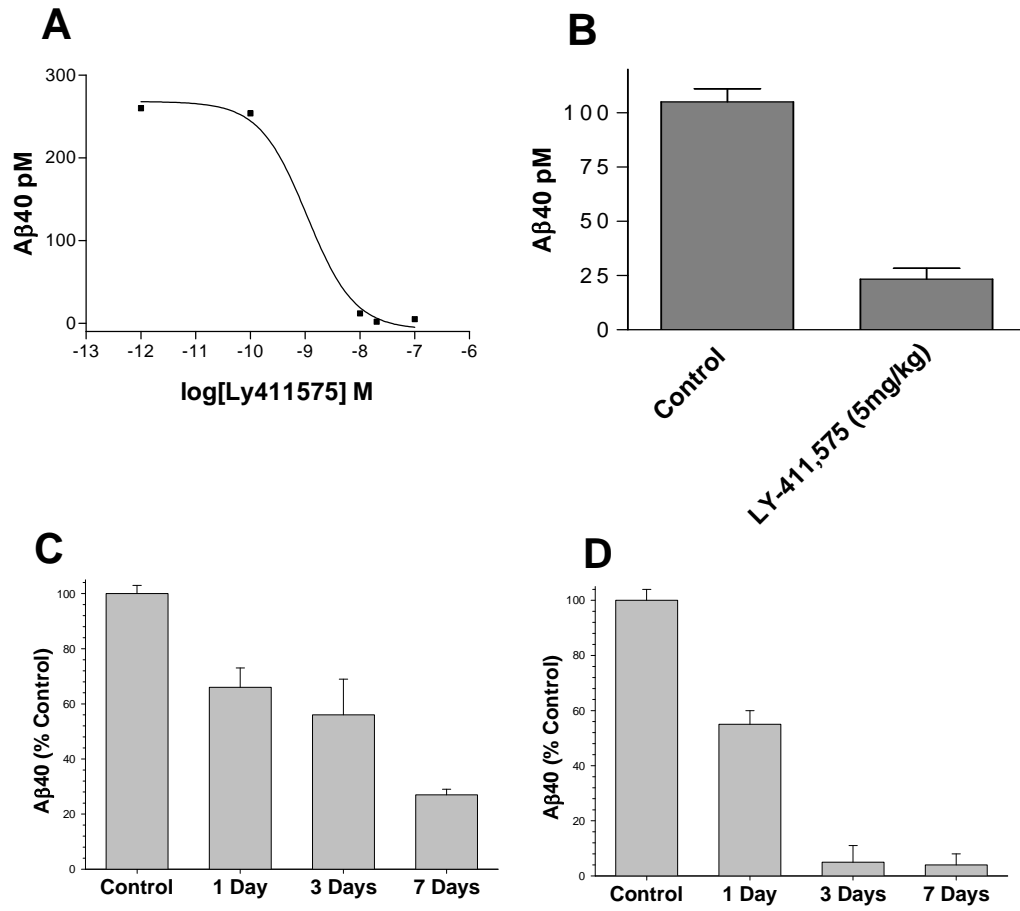 A
300
200
100
0
Aβ40 pM
-13 -12 -11 -10 -9 -8 -7 -6
log[Ly411575] M
B
100
75
50
25
0
Aβ40 pM
Control
LY-411,575 (5mg/kg)
C
100
80
60
40
20
0
Aβ40 (% Control)
Control 1 Day 3 Days 7 Days
D
100
80
60
40
20
0
Aβ40 (% Control)
Control 1 Day 3 Days 7 Days